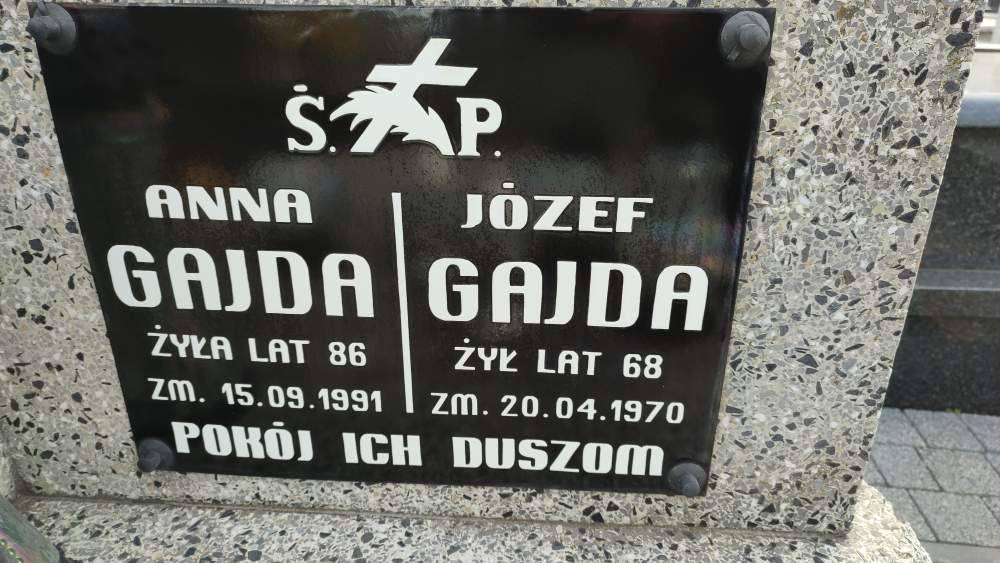 Ś. P.
ANNA
GAJDA
ŻYŁA LAT 86
ZM. 15.09.1991
JÓZEF
GAJDA
ŻYŁ LAT 68
ZM. 20.04.1970
POKÓJ ICH DUSZOM